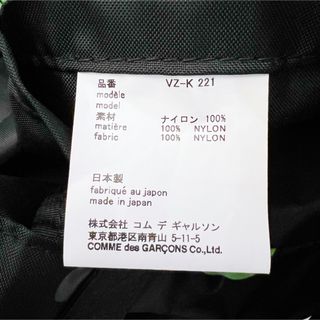 品番 VZ-K 221
modèle
model
素材 ナイロン 100%
matière 100% NYLON
fabric 100% NYLON
日本製
fabriqué au japon
made in japan
株式会社 コム デ ギャルソン
東京都港区南青山 5-11-5
COMME des GARÇONS Co.,Ltd.